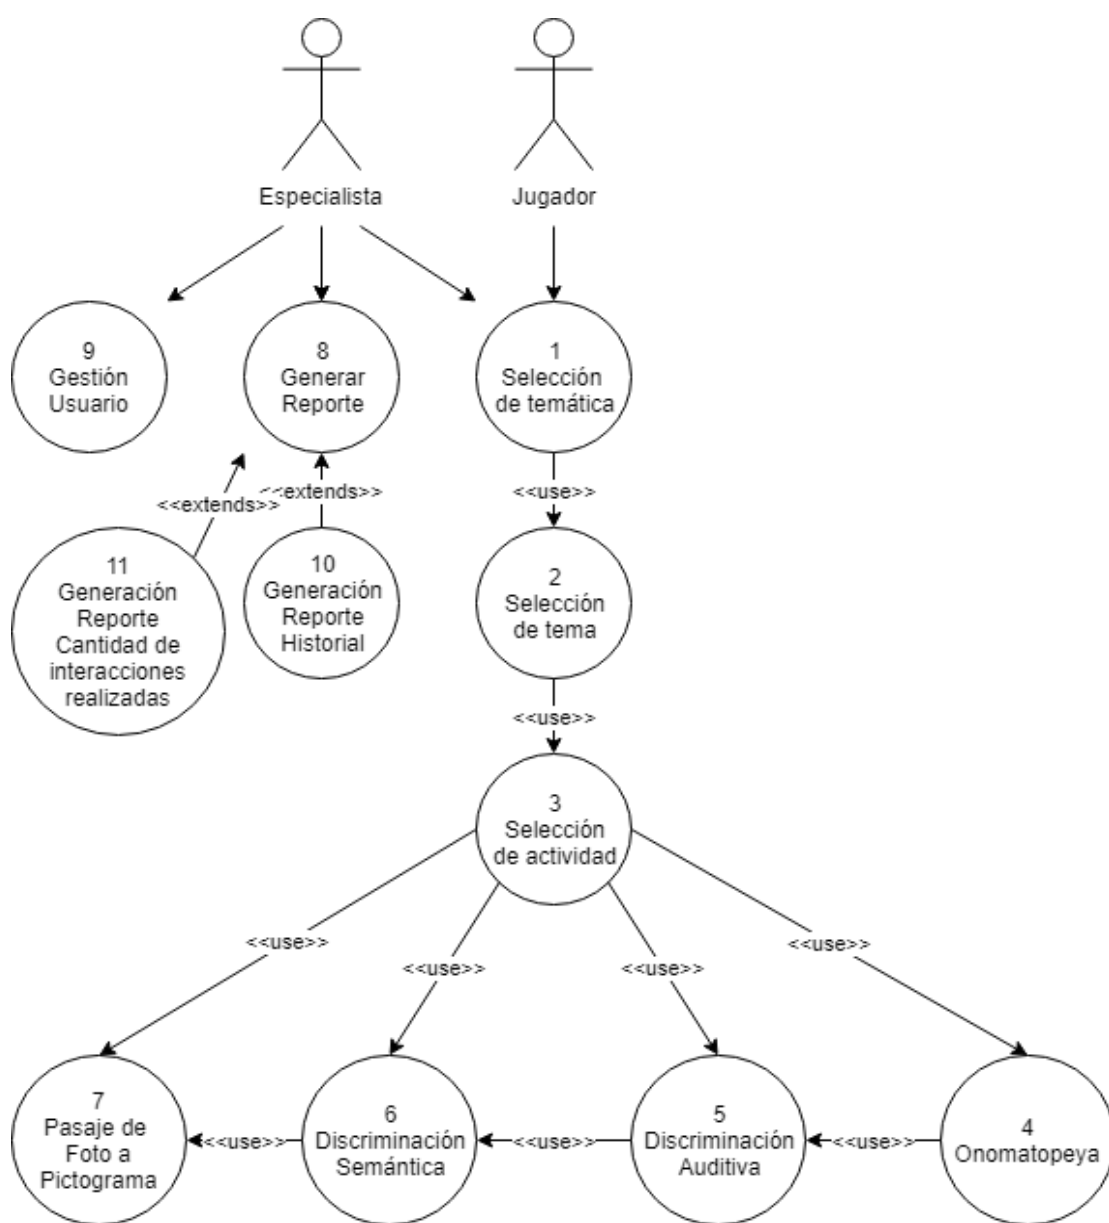 Especialista
Jugador
9
Gestión
Usuario
8
Generar
Reporte
1
Selección
de temática
<<extends>>
<<extends>>
<<use>>
11
Generación
Reporte
Cantidad de
interacciones
realizadas
10
Generación
Reporte
Historial
2
Selección
de tema
<<use>>
3
Selección
de actividad
<<use>>
<<use>>
<<use>>
<<use>>
7
Pasaje de
Foto a
Pictograma
<<use>>
6
Discriminación
Semántica
<<use>>
5
Discriminación
Auditiva
<<use>>
4
Onomatopeya